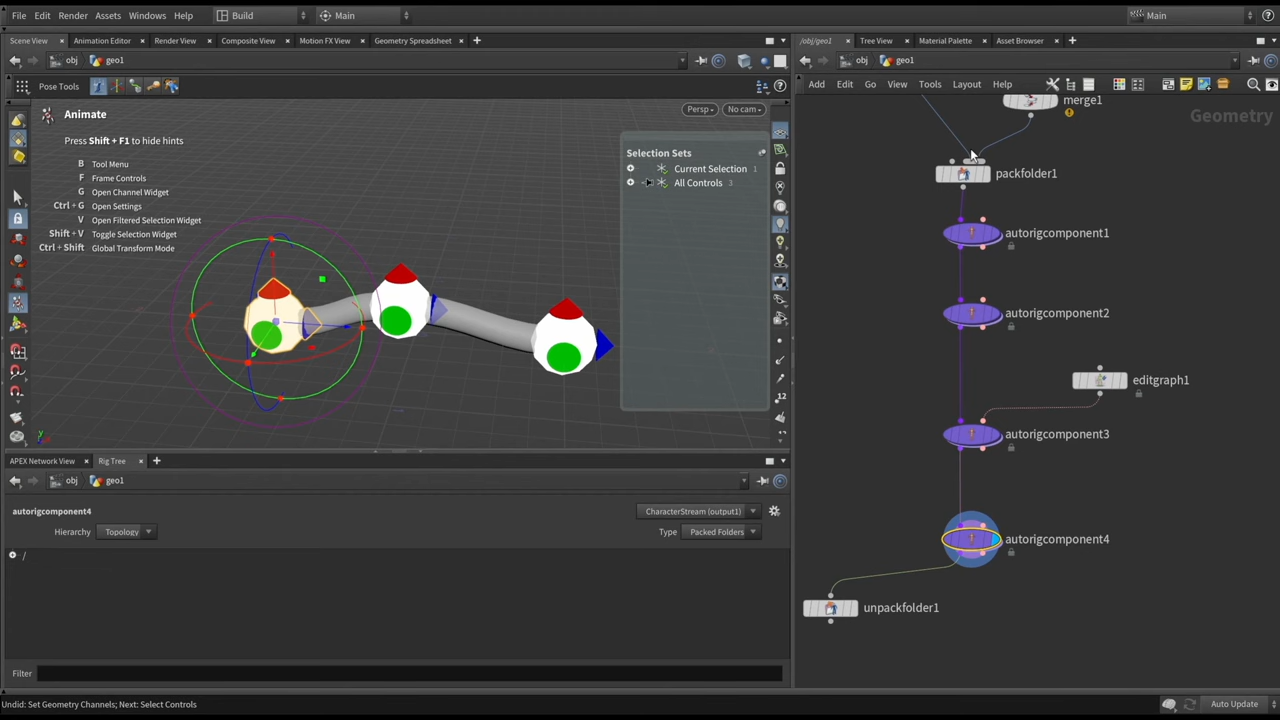 File Edit Render Assets Windows Help Build Main Main
Scene View Animation Editor Render View Composite View Motion FX View Geometry Spreadsheet
/obj/geo1 Tree View Material Palette Asset Browser
obj geo1
obj geo1
Pose Tools
Add Edit Go View Tools Layout Help
Animate
Persp No cam
Press Shift + F1 to hide hints
B Tool Menu
F Frame Controls
G Open Channel Widget
Ctrl + G Open Settings
V Open Filtered Selection Widget
Shift + V Toggle Selection Widget
Ctrl + Shift Global Transform Mode
Selection Sets
Current Selection 1
All Controls 3
12
y
APEX Network View Rig Tree
obj geo1
autorigcomponent4
CharacterStream (output1)
Hierarchy Topology
Type Packed Folders
/
Filter
merge1
Geometry
packfolder1
autorigcomponent1
autorigcomponent2
editgraph1
autorigcomponent3
autorigcomponent4
unpackfolder1
Undid: Set Geometry Channels; Next: Select Controls
Auto Update